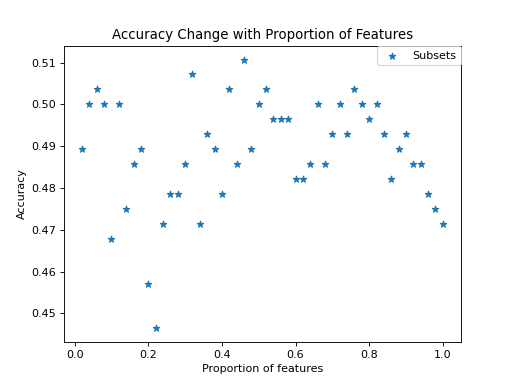 Accuracy Change with Proportion of Features
Subsets
Accuracy
0.51
0.50
0.49
0.48
0.47
0.46
0.45
0.0 0.2 0.4 0.6 0.8 1.0
Proportion of features